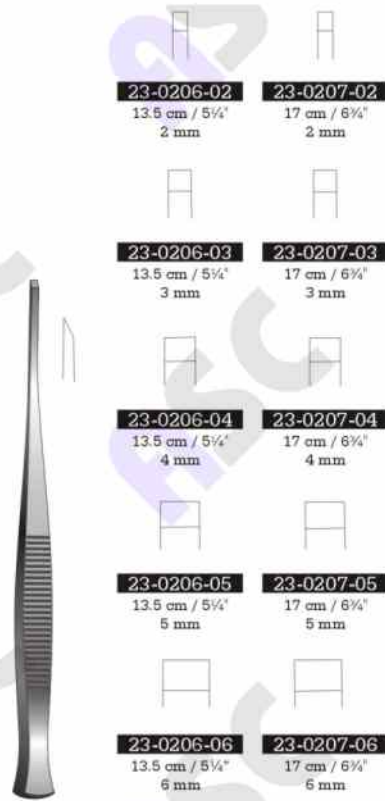 23-0206-02 23-0207-02
13.5 cm / 5¼" 17 cm / 6¾"
2 mm 2 mm
23-0206-03 23-0207-03
13.5 cm / 5¼" 17 cm / 6¾"
3 mm 3 mm
23-0206-04 23-0207-04
13.5 cm / 5¼" 17 cm / 6¾"
4 mm 4 mm
23-0206-05 23-0207-05
13.5 cm / 5¼" 17 cm / 6¾"
5 mm 5 mm
23-0206-06 23-0207-06
13.5 cm / 5¼" 17 cm / 6¾"
6 mm 6 mm
ASC